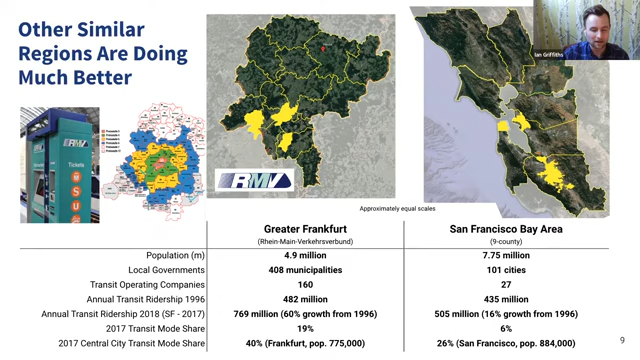 Other Similar
Regions Are Doing
Much Better
Ian Griffiths
Tickets
RMV
Approximately equal scales
Greater Frankfurt
(Rhein-Main-Verkehrsverbund)
San Francisco Bay Area
(9-county)
Population (m) 4.9 million 7.75 million
Local Governments 408 municipalities 101 cities
Transit Operating Companies 160 27
Annual Transit Ridership 1996 482 million 435 million
Annual Transit Ridership 2018 (SF - 2017) 769 million (60% growth from 1996) 505 million (16% growth from 1996)
2017 Transit Mode Share 19% 6%
2017 Central City Transit Mode Share 40% (Frankfurt, pop. 775,000) 26% (San Francisco, pop. 884,000)
9